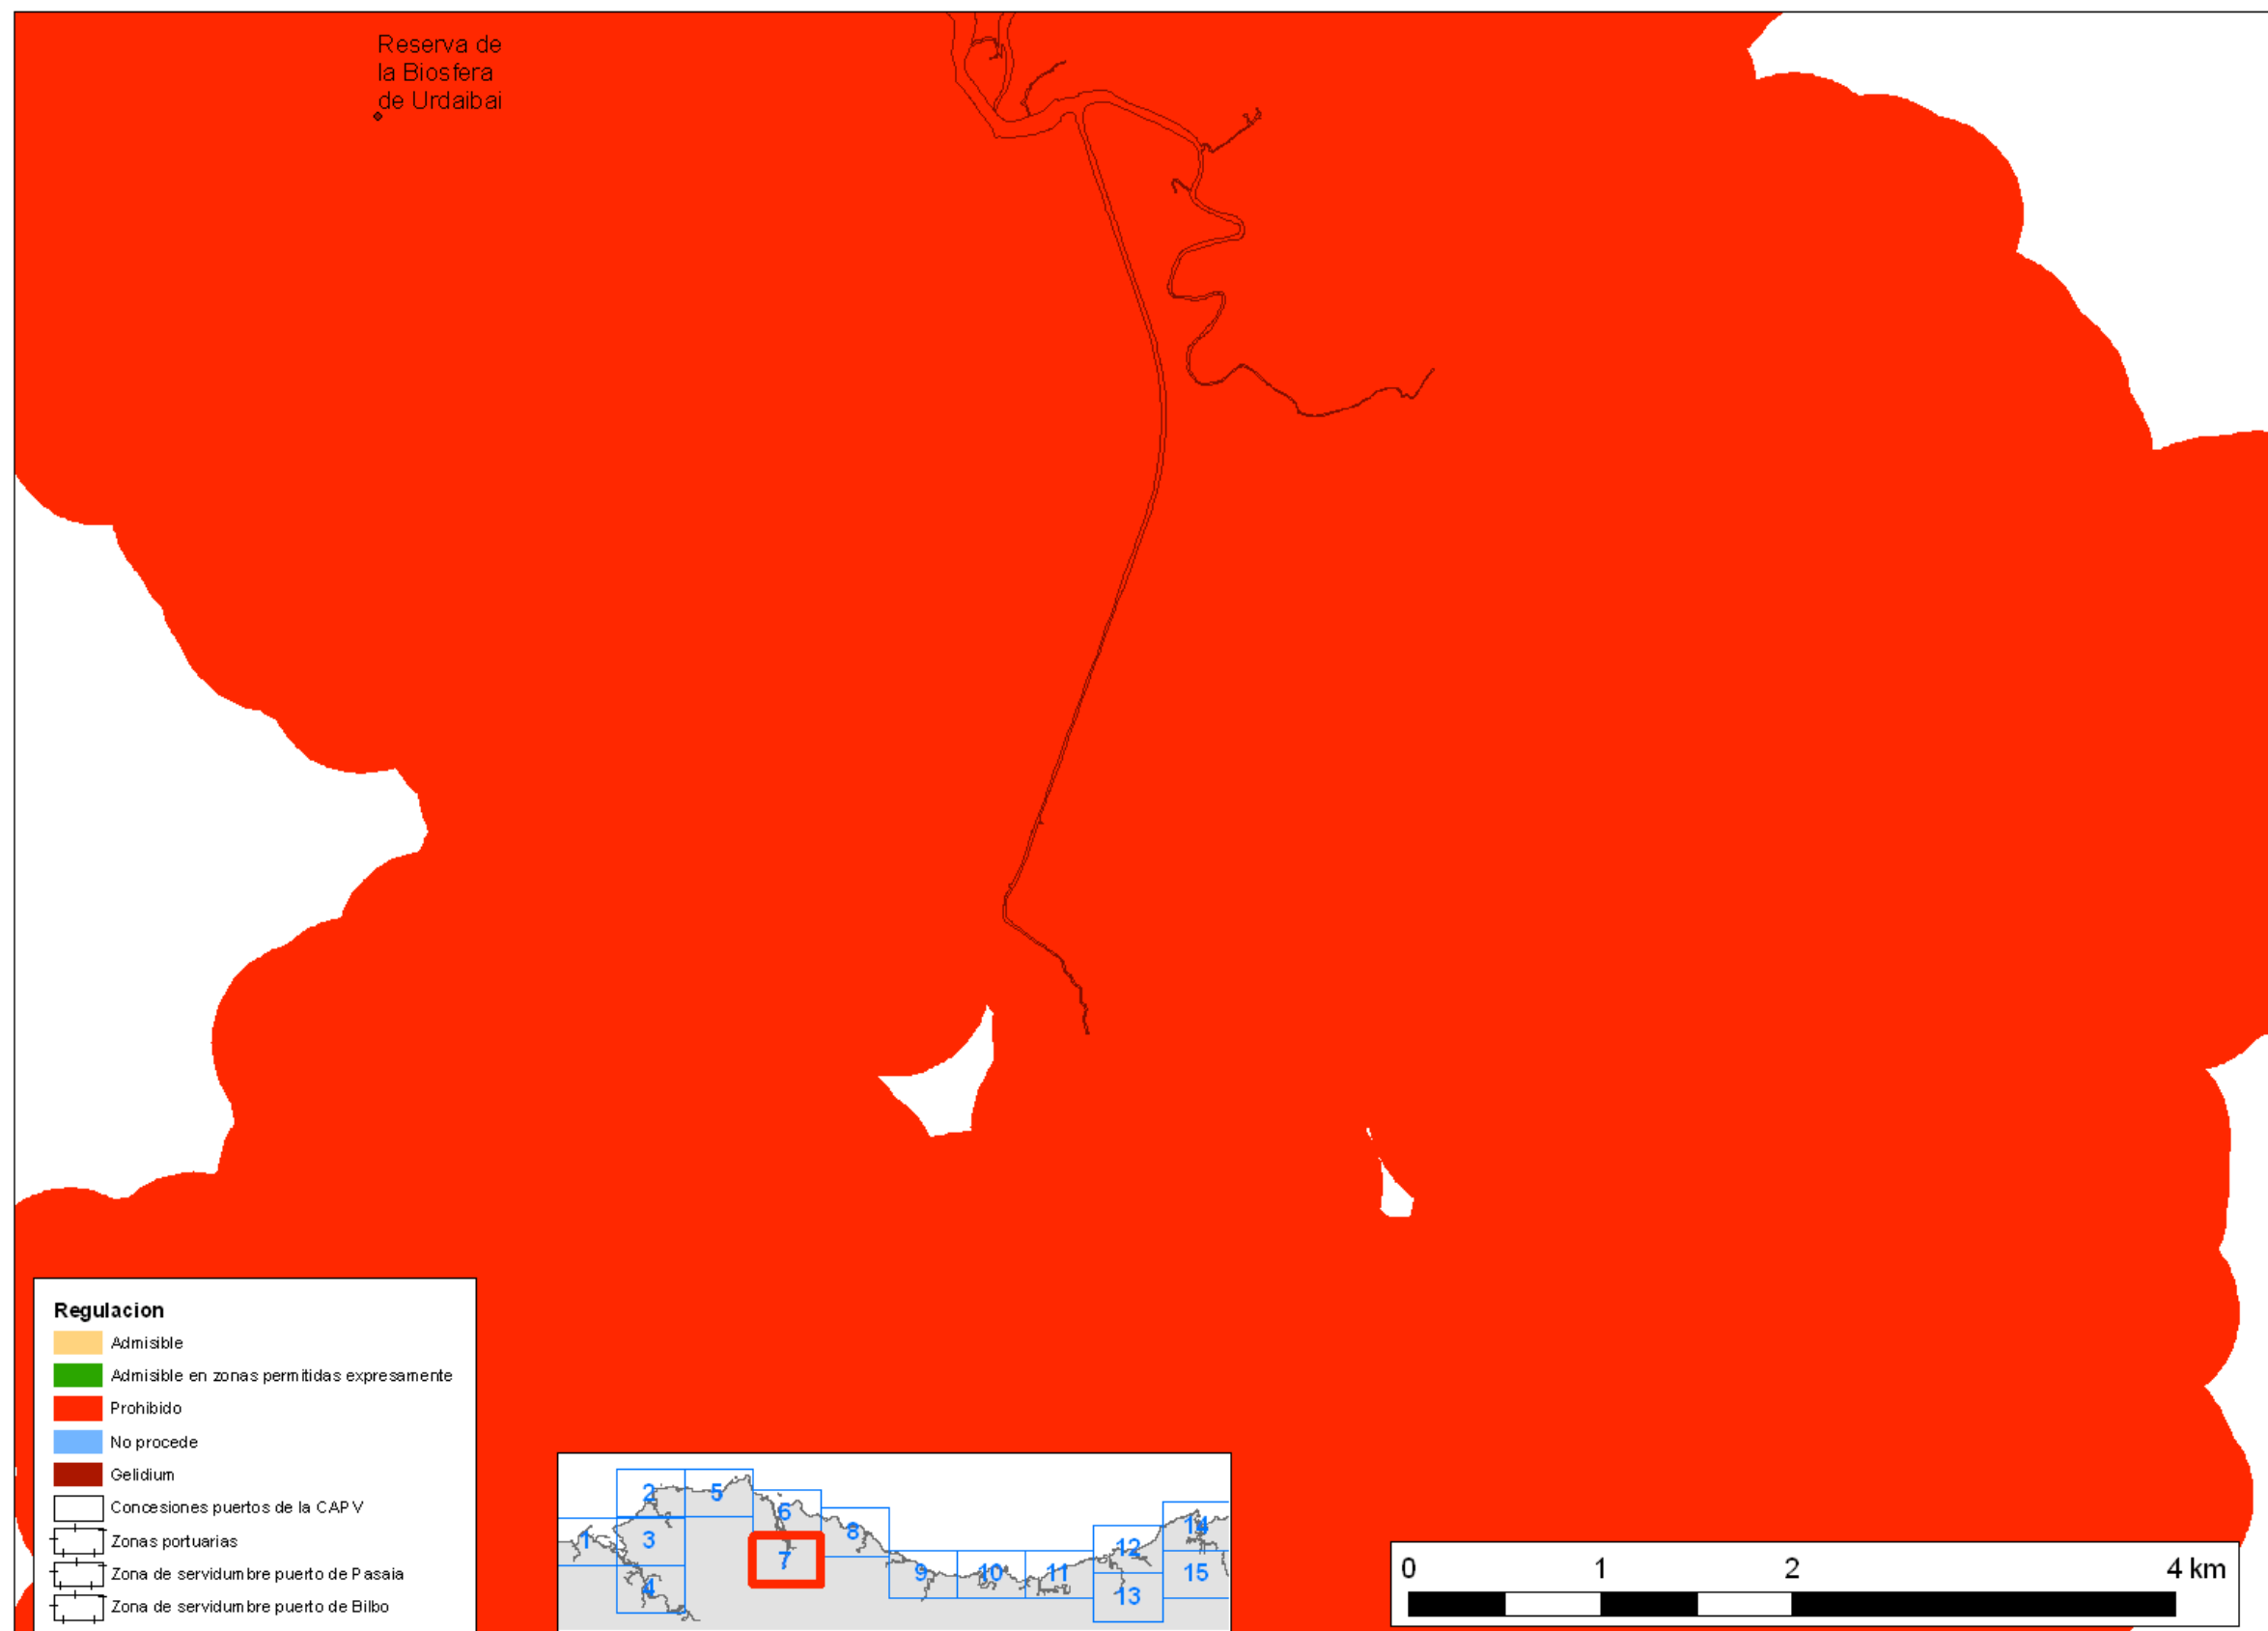 Reserva de
la Biosfera
de Urdaibai
Regulacion
Admisible
Admisible en zonas permitidas expresamente
Prohibido
No procede
Gelidium
Concesiones puertos de la CAPV
Zonas portuarias
Zona de servidumbre puerto de Pasaia
Zona de servidumbre puerto de Bilbo
1
2
3
4
5
6
7
8
9
10
11
12
13
14
15
0 1 2 4 km